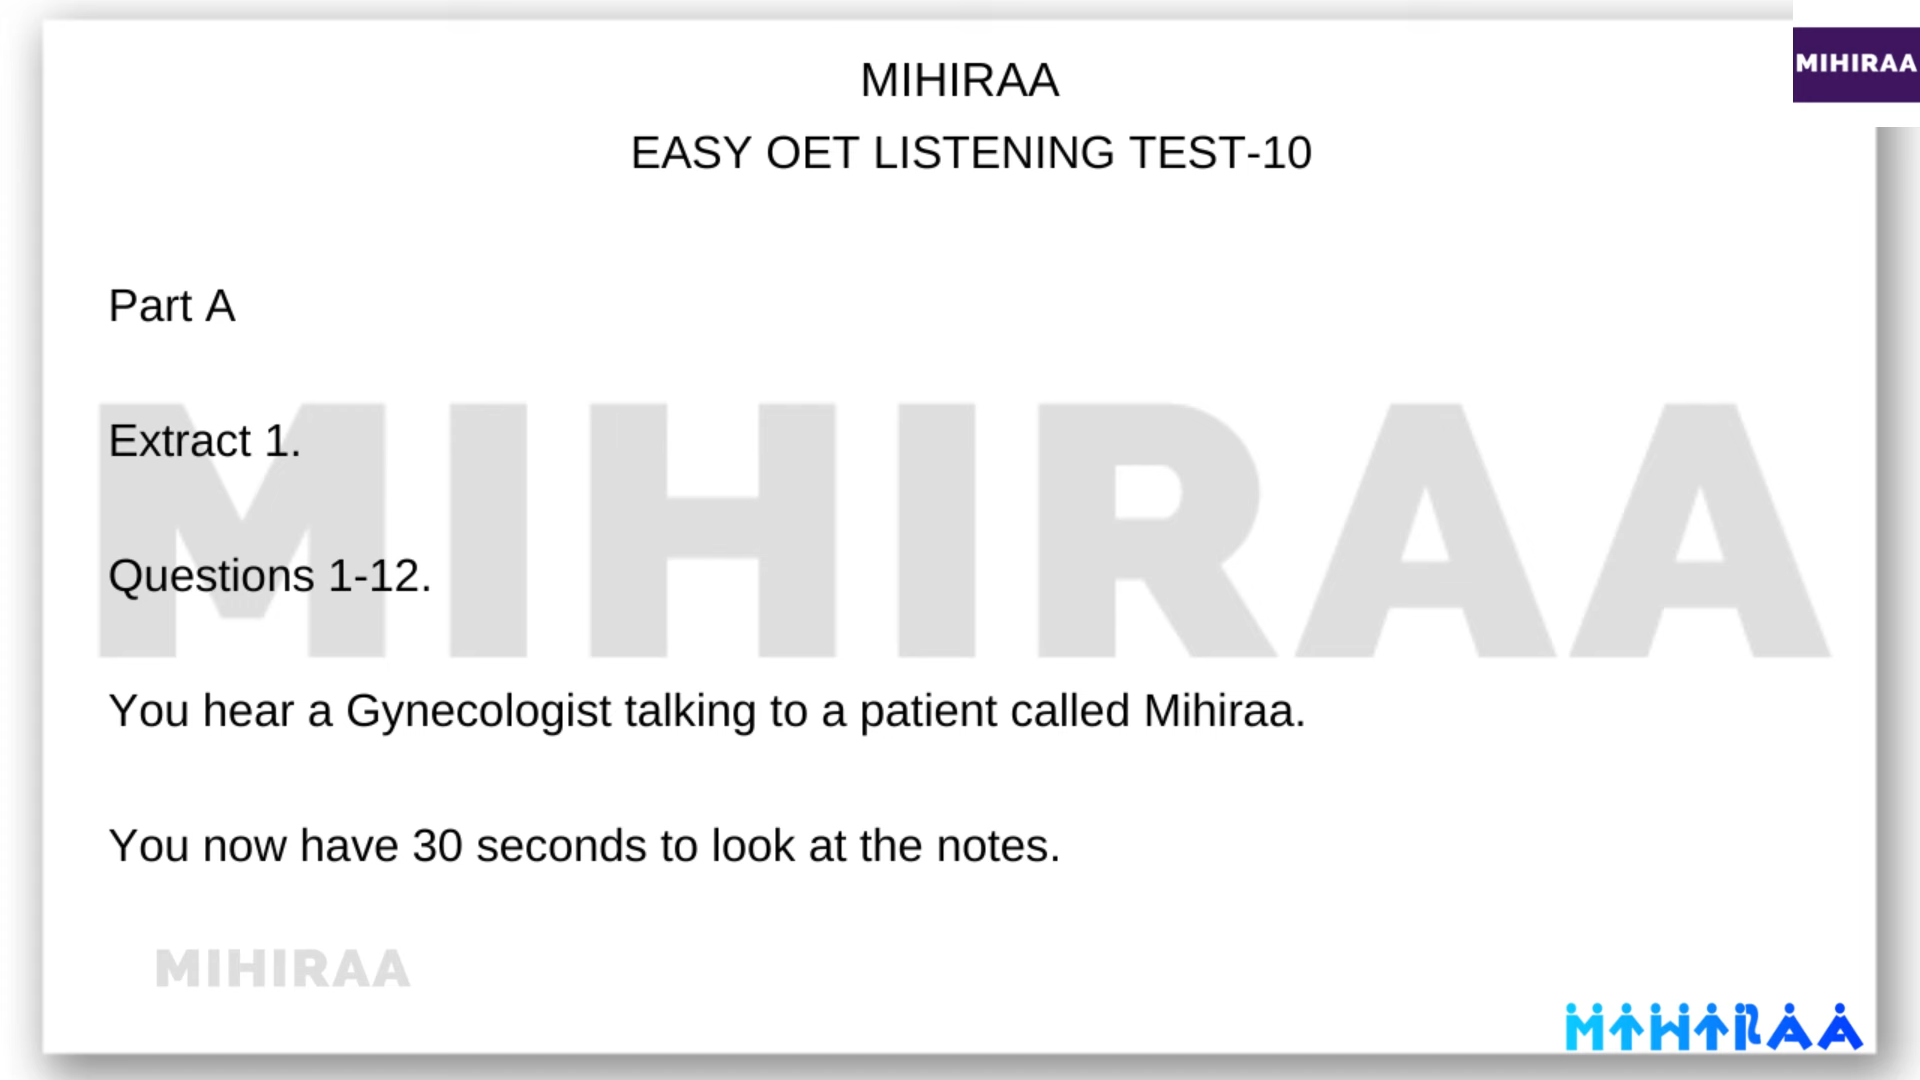 MIHIRAA
MIHIRAA
EASY OET LISTENING TEST-10
Part A
Extract 1.
MIHIRAA
Questions 1-12.
You hear a Gynecologist talking to a patient called Mihiraa.
You now have 30 seconds to look at the notes.
MIHIRAA
MIHIRAA